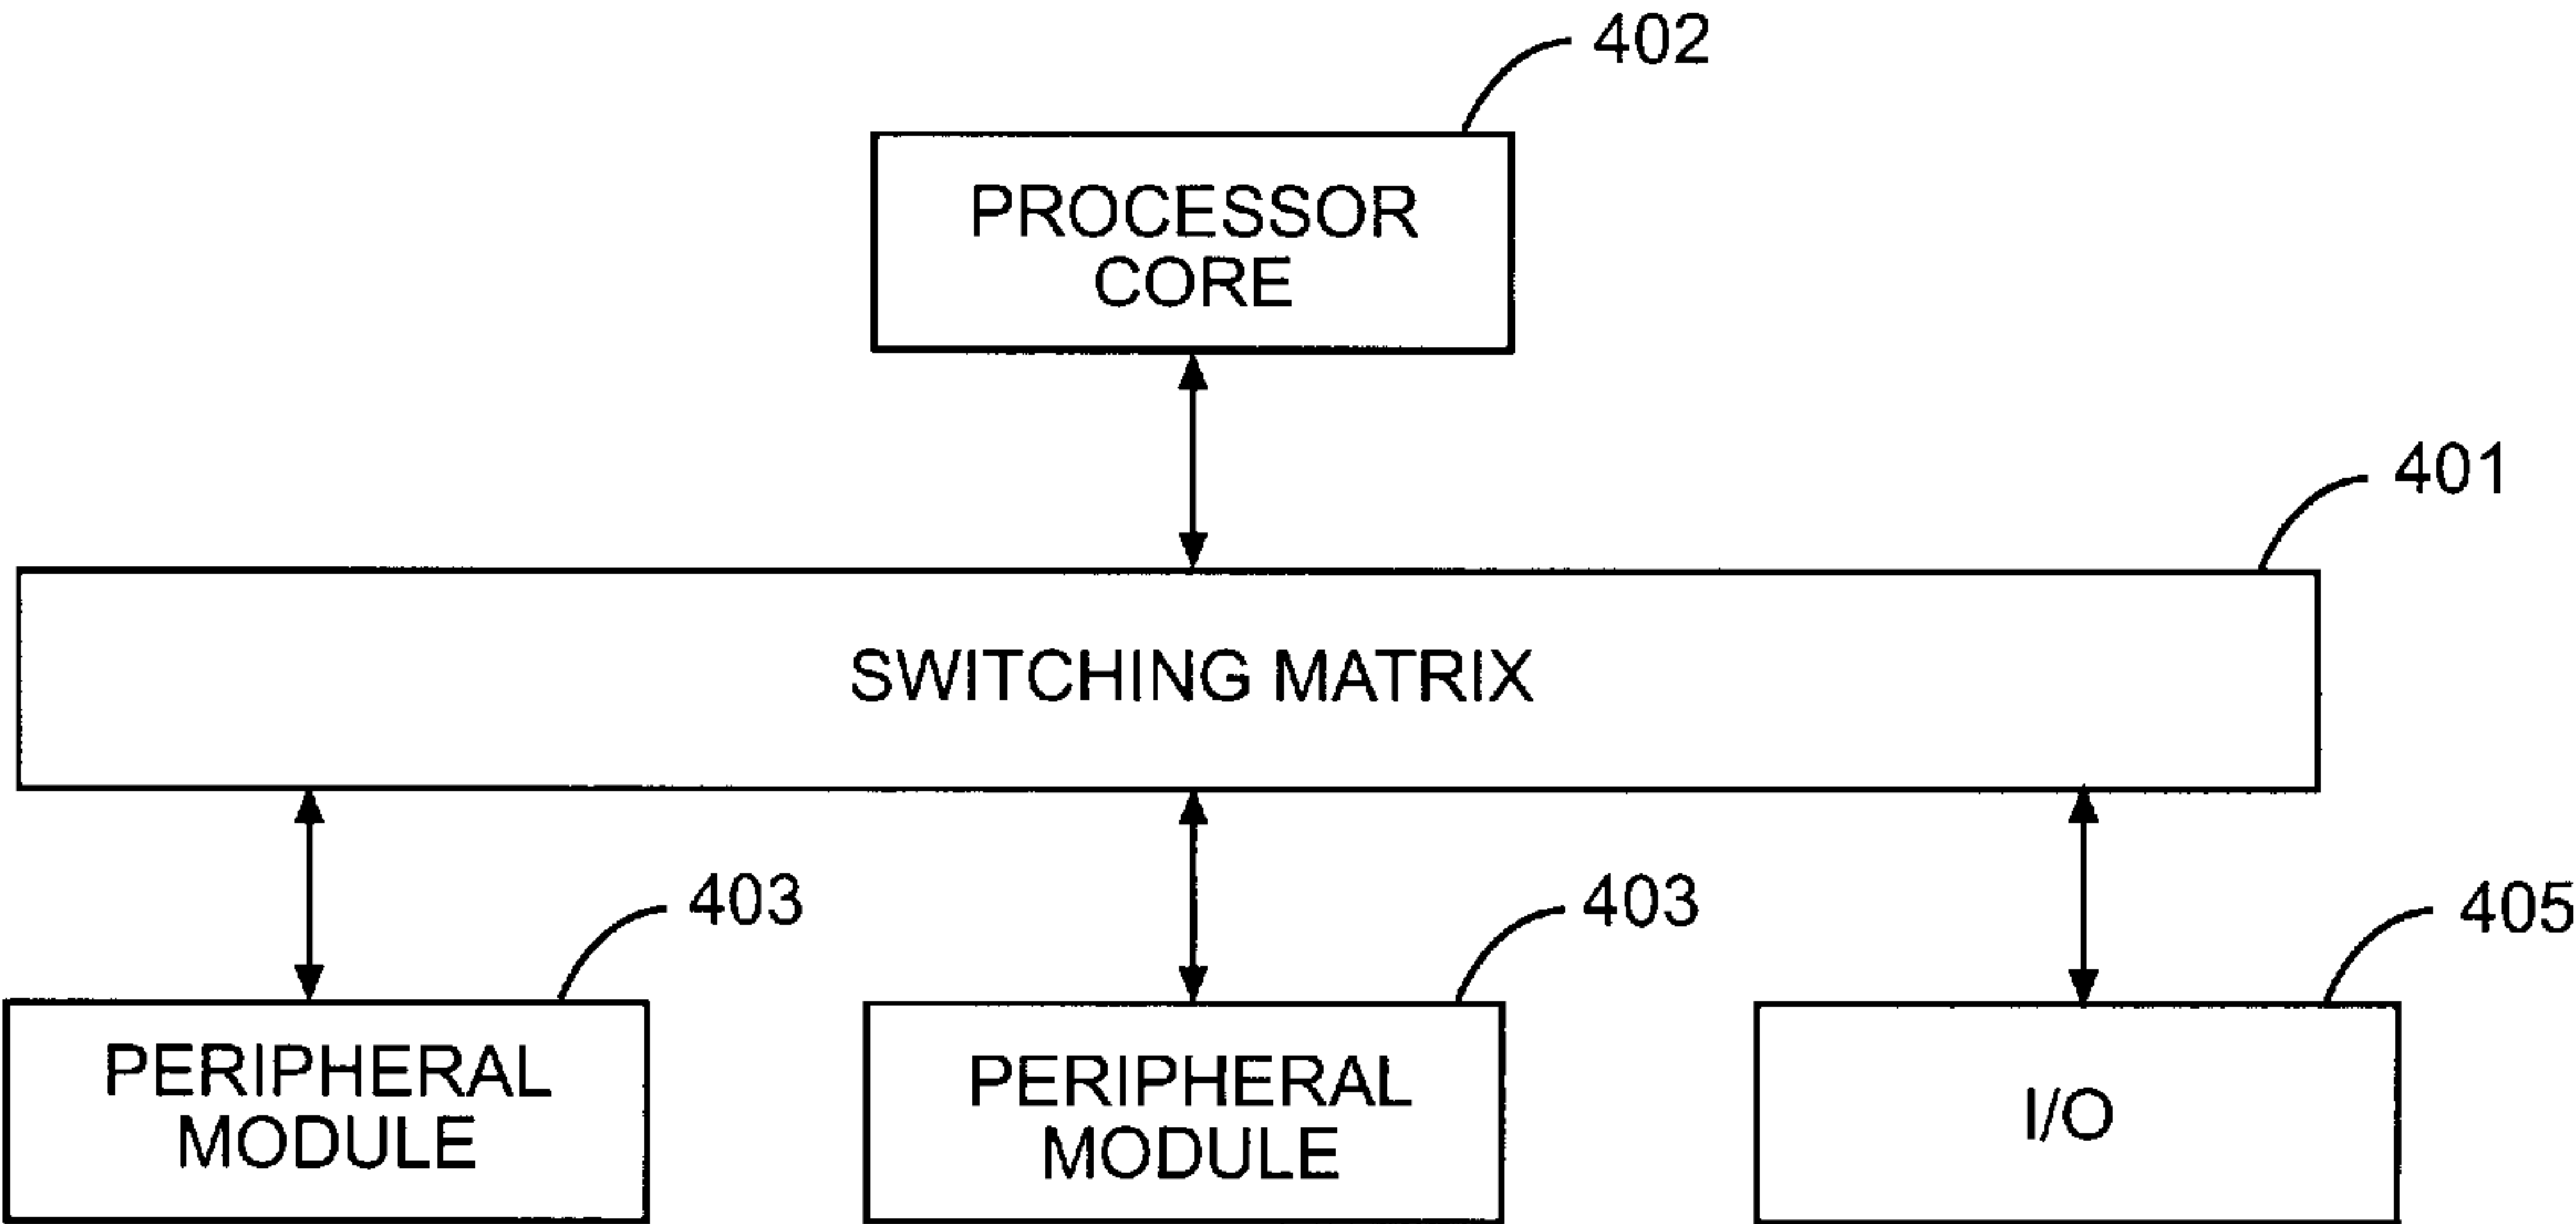 402
PROCESSOR
CORE
401
SWITCHING MATRIX
403
403
405
PERIPHERAL
MODULE
PERIPHERAL
MODULE
I/O